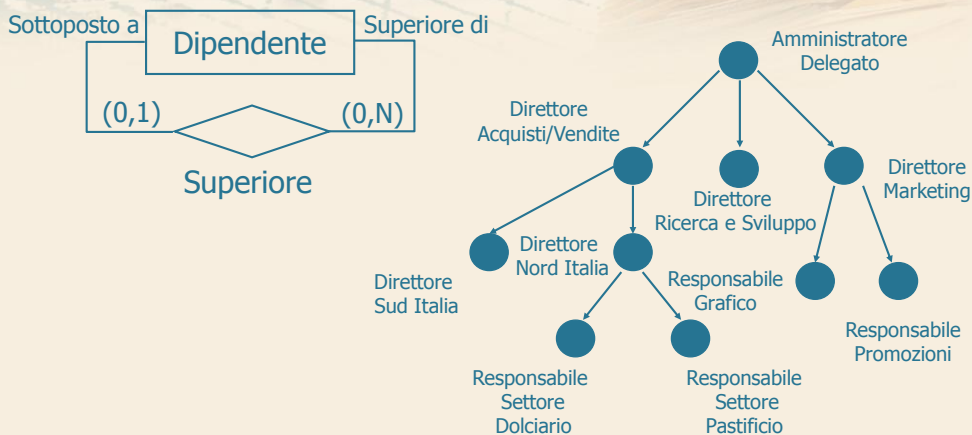 Sottoposto a
Dipendente
Superiore di
(0,1)
(0,N)
Superiore
Amministratore
Delegato
Direttore
Acquisti/Vendite
Direttore
Ricerca e Sviluppo
Direttore
Marketing
Direttore
Sud Italia
Direttore
Nord Italia
Responsabile
Grafico
Responsabile
Promozioni
Responsabile
Settore
Dolciario
Responsabile
Settore
Pastificio